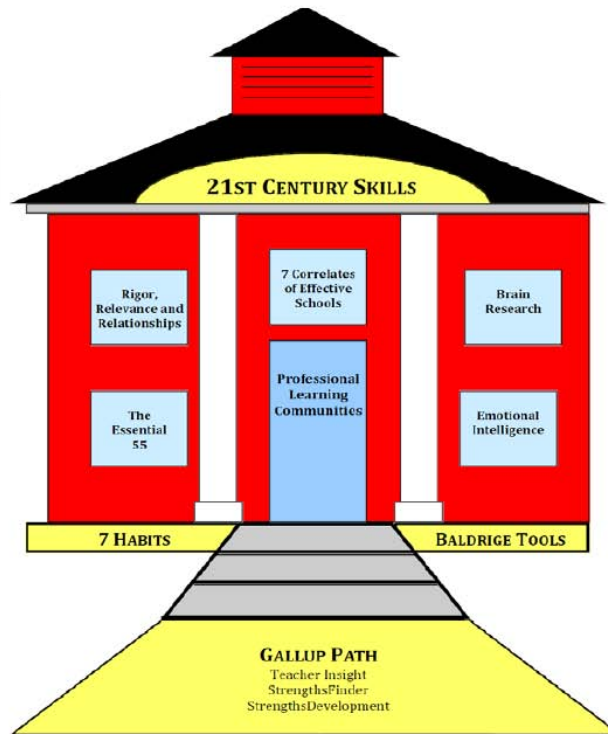 21ST CENTURY SKILLS
Rigor,
Relevance and
Relationships
7 Correlates
of Effective
Schools
Brain
Research
The
Essential
55
Professional
Learning
Communities
Emotional
Intelligence
7 HABITS
BALDRIGE TOOLS
GALLUP PATH
Teacher Insight
StrengthsFinder
StrengthsDevelopment